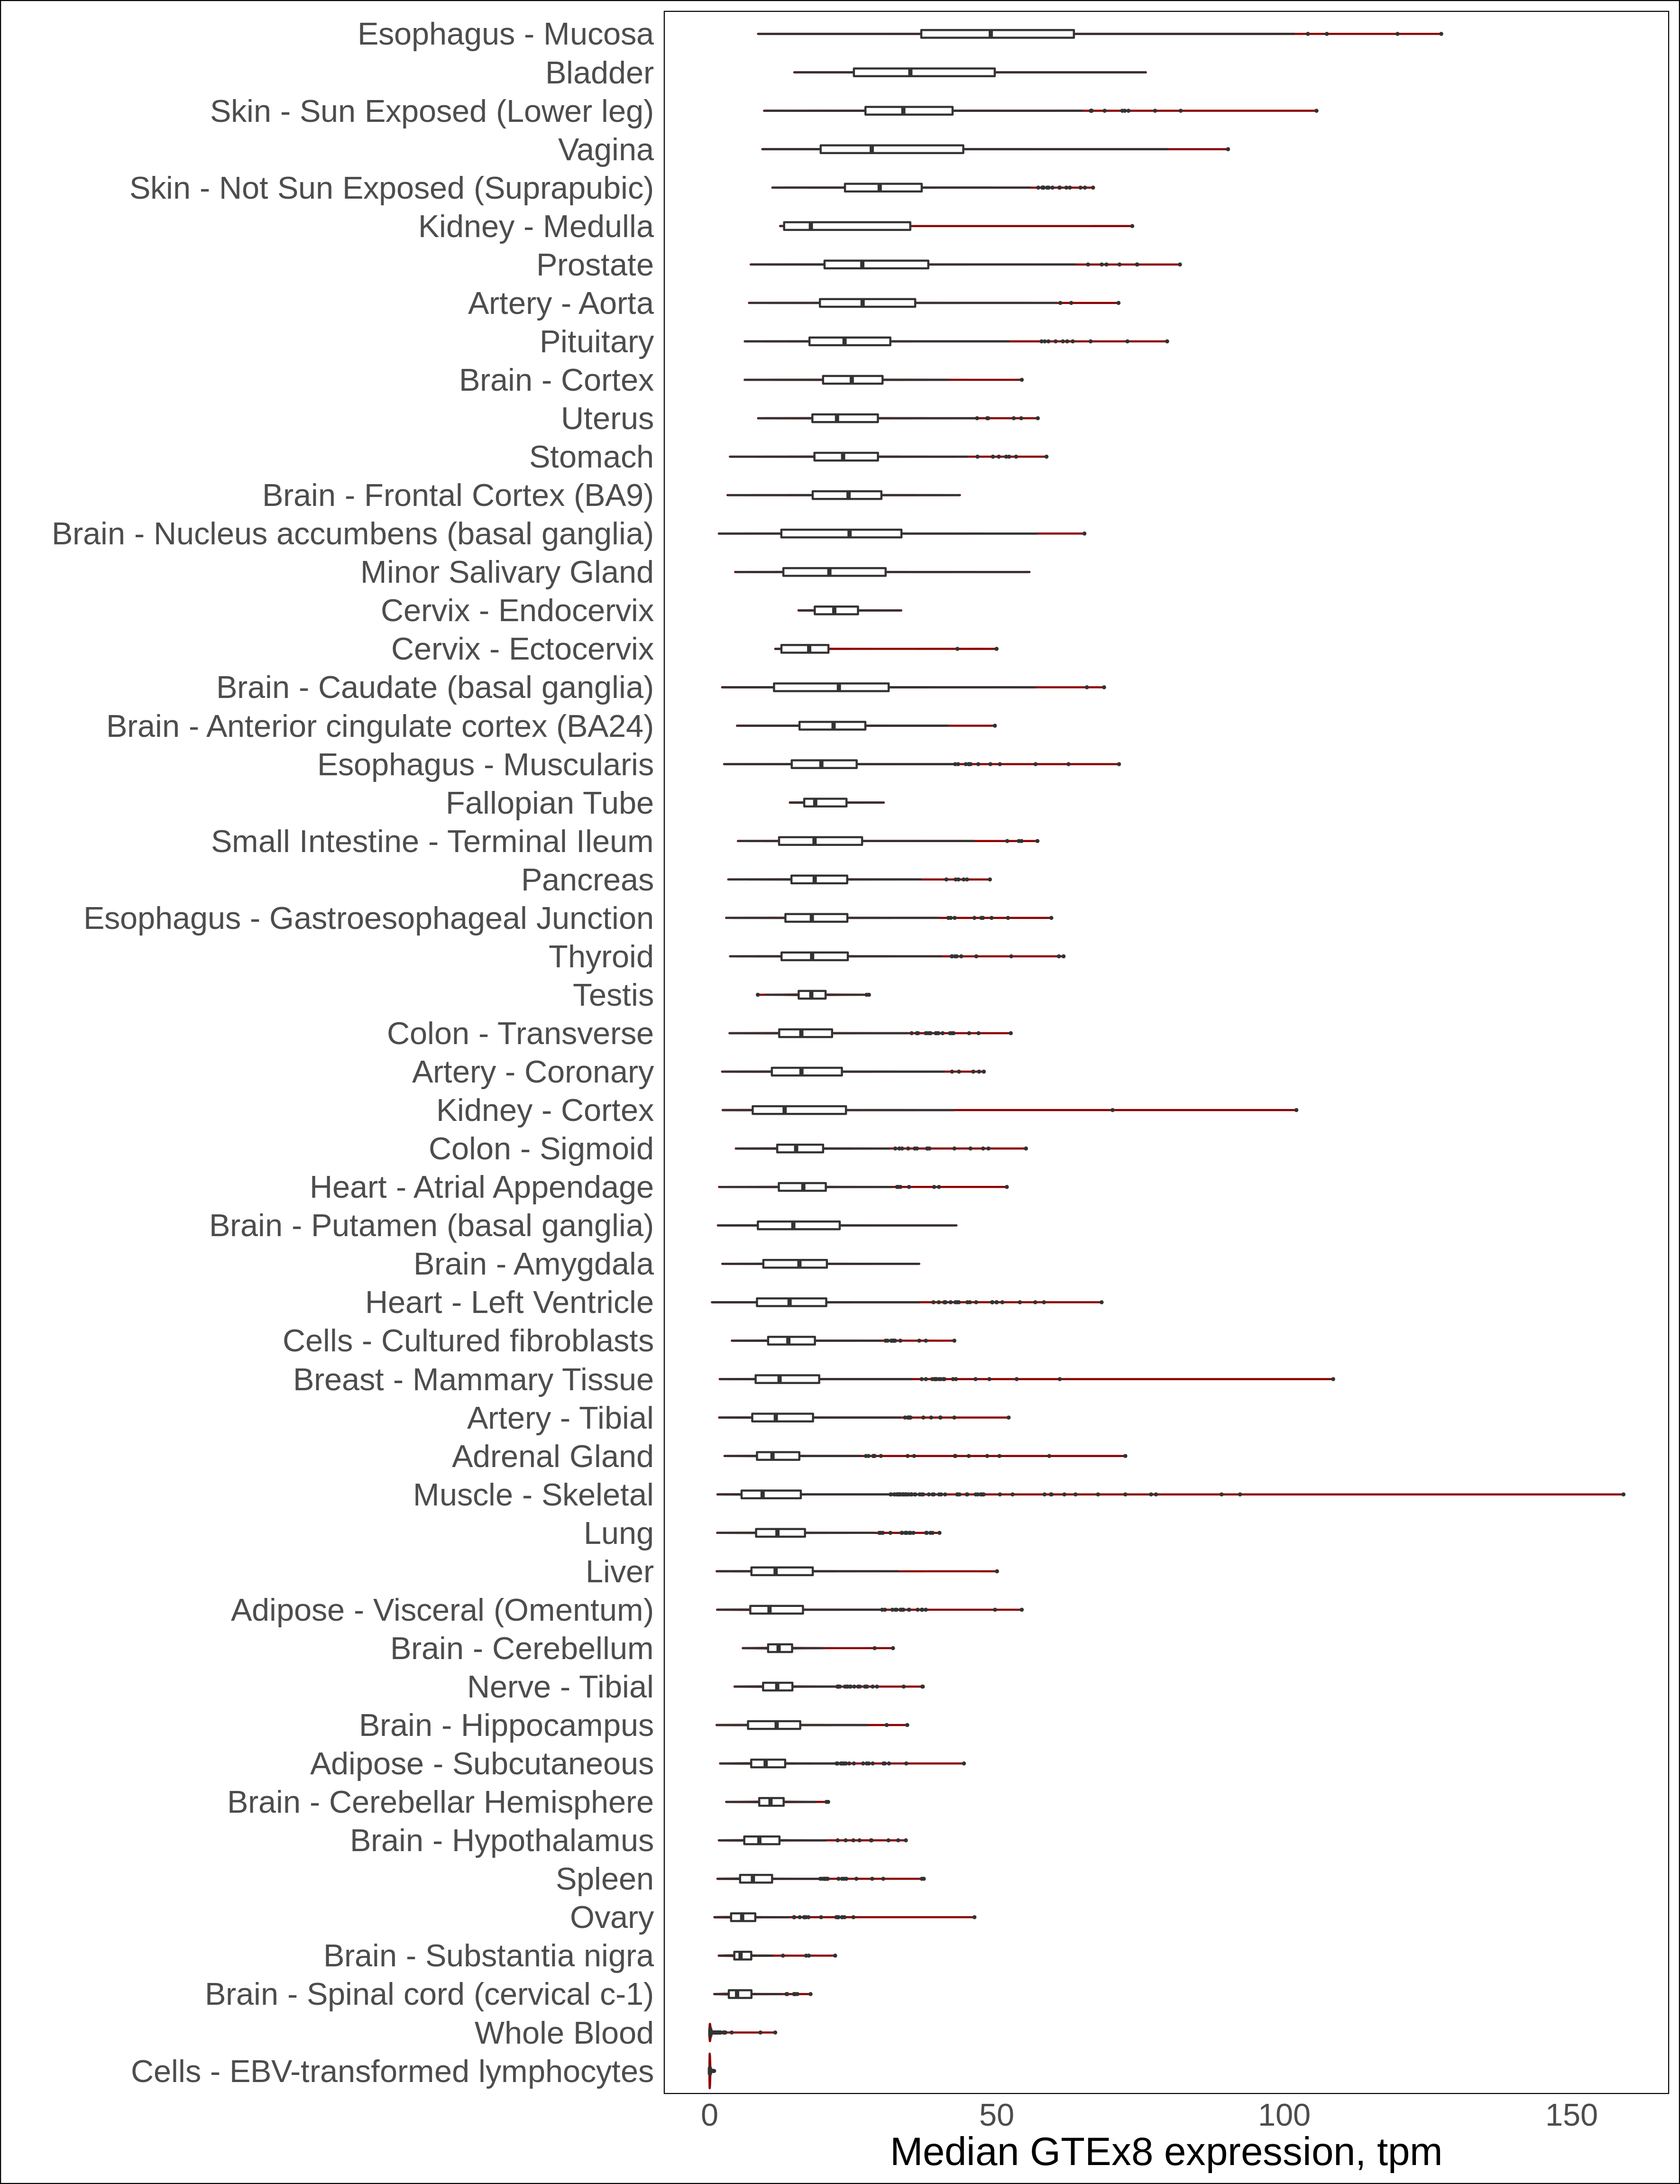 Esophagus - Mucosa
Bladder
Skin - Sun Exposed (Lower leg)
Vagina
Skin - Not Sun Exposed (Suprapubic)
Kidney - Medulla
Prostate
Artery - Aorta
Pituitary
Brain - Cortex
Uterus
Stomach
Brain - Frontal Cortex (BA9)
Brain - Nucleus accumbens (basal ganglia)
Minor Salivary Gland
Cervix - Endocervix
Cervix - Ectocervix
Brain - Caudate (basal ganglia)
Brain - Anterior cingulate cortex (BA24)
Esophagus - Muscularis
Fallopian Tube
Small Intestine - Terminal Ileum
Pancreas
Esophagus - Gastroesophageal Junction
Thyroid
Testis
Colon - Transverse
Artery - Coronary
Kidney - Cortex
Colon - Sigmoid
Heart - Atrial Appendage
Brain - Putamen (basal ganglia)
Brain - Amygdala
Heart - Left Ventricle
Cells - Cultured fibroblasts
Breast - Mammary Tissue
Artery - Tibial
Adrenal Gland
Muscle - Skeletal
Lung
Liver
Adipose - Visceral (Omentum)
Brain - Cerebellum
Nerve - Tibial
Brain - Hippocampus
Adipose - Subcutaneous
Brain - Cerebellar Hemisphere
Brain - Hypothalamus
Spleen
Ovary
Brain - Substantia nigra
Brain - Spinal cord (cervical c-1)
Whole Blood
Cells - EBV-transformed lymphocytes
0 50 100 150
Median GTEx8 expression, tpm